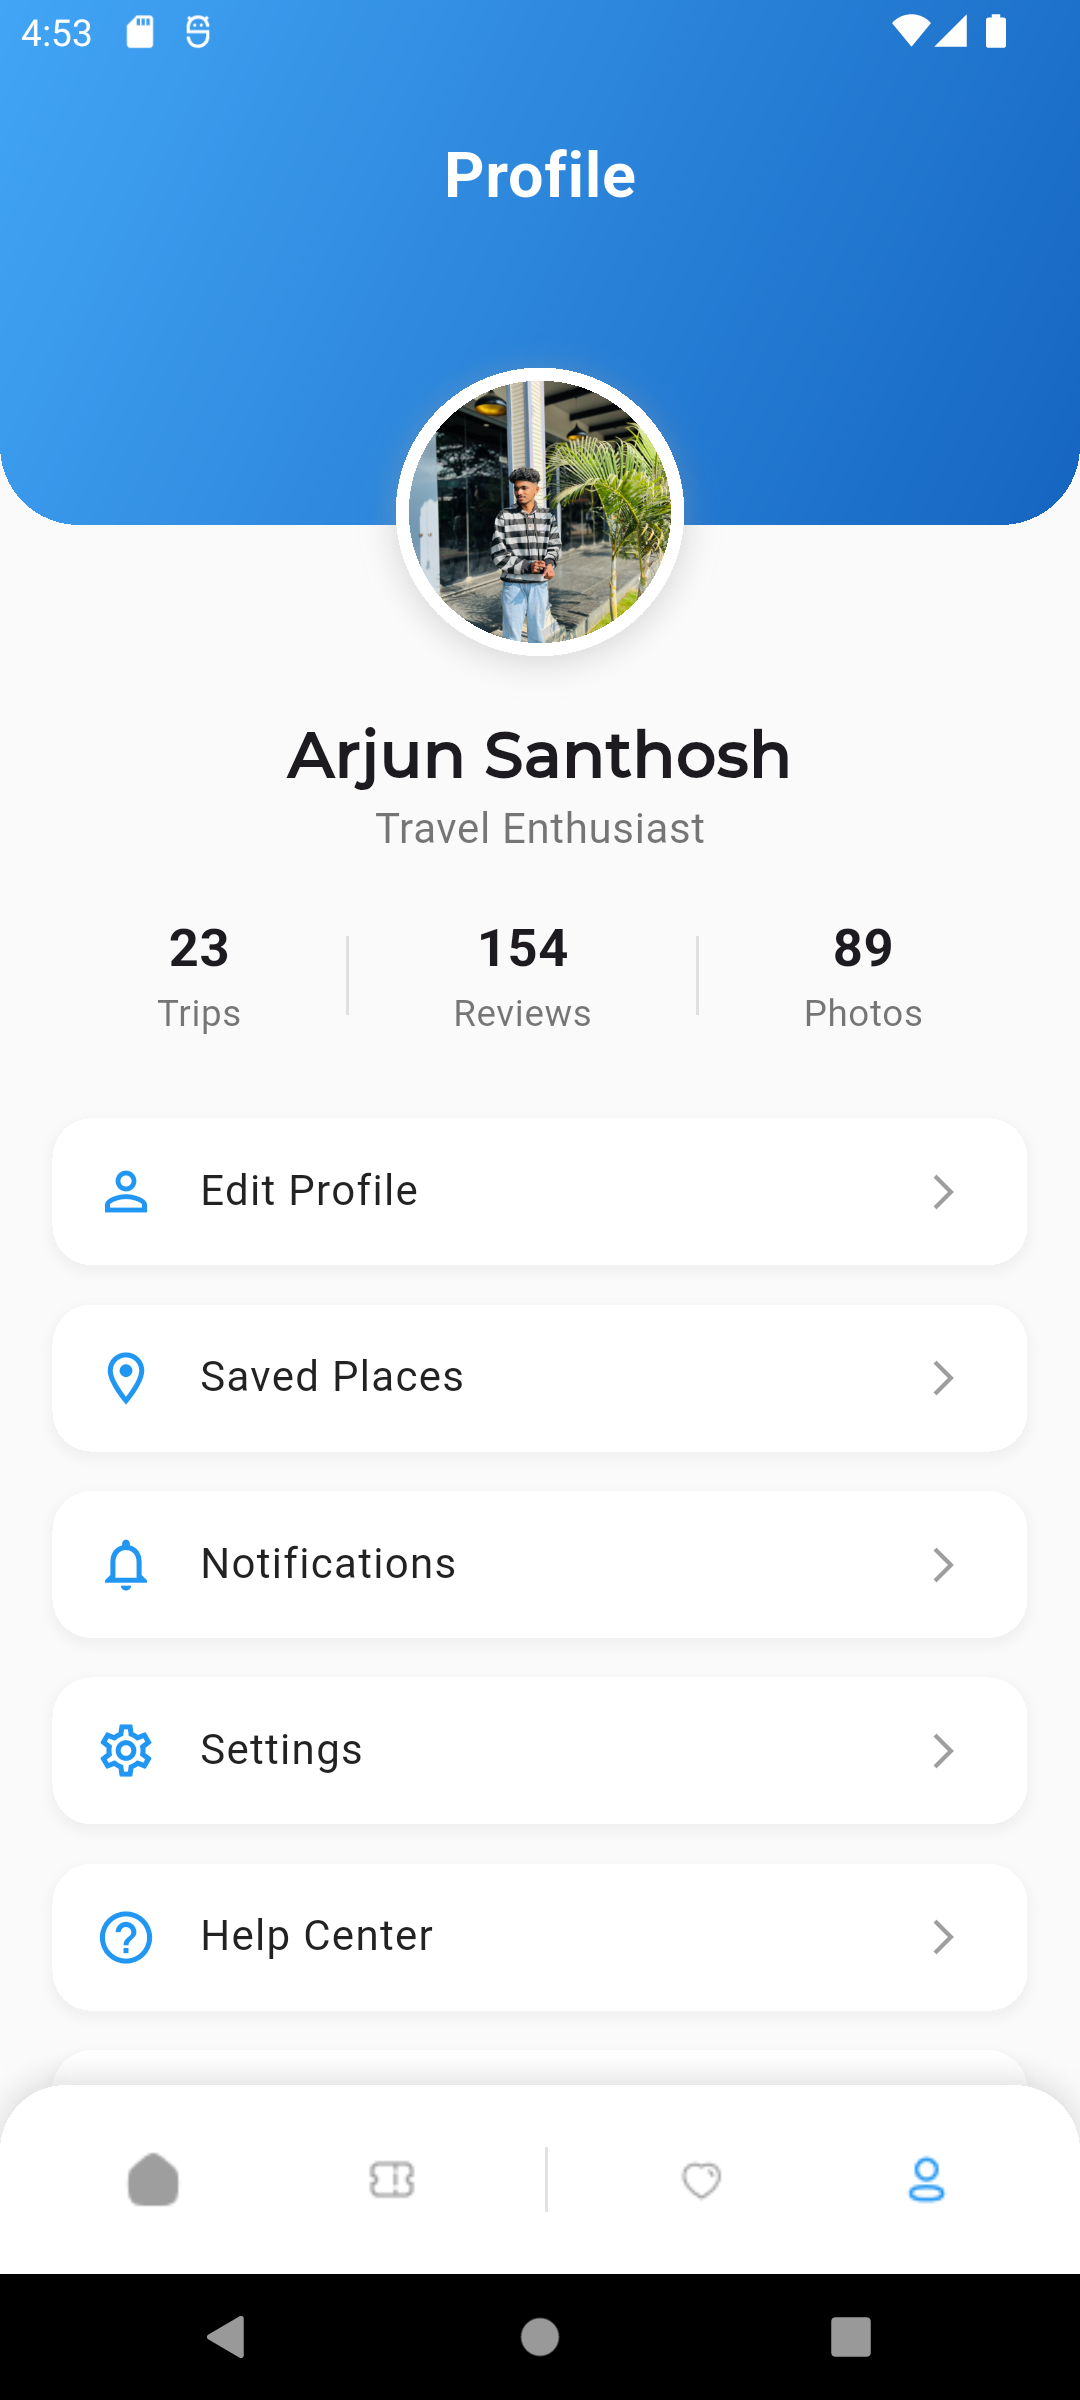 4:53
Profile
Arjun Santhosh
Travel Enthusiast
23
Trips
154
Reviews
89
Photos
Edit Profile
Saved Places
Notifications
Settings
Help Center